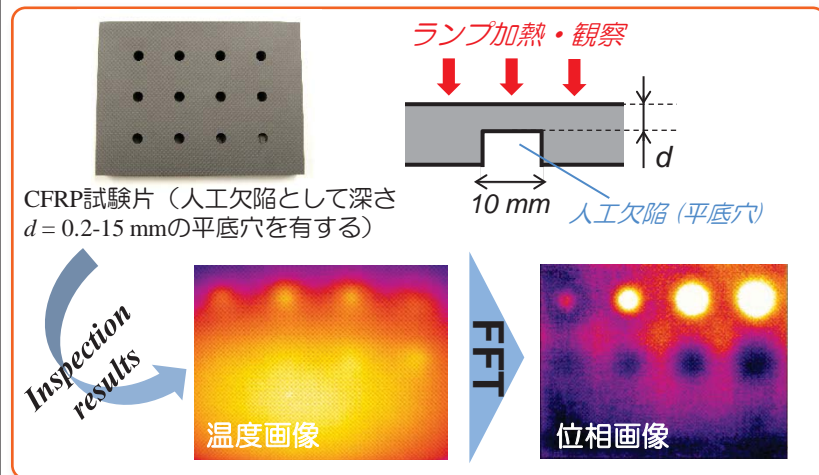 ランプ加熱・観察
d
10 mm
人工欠陥 (平底穴)
CFRP試験片（人工欠陥として深さ
d = 0.2-15 mmの平底穴を有する）
Inspection
results
FFT
温度画像
位相画像